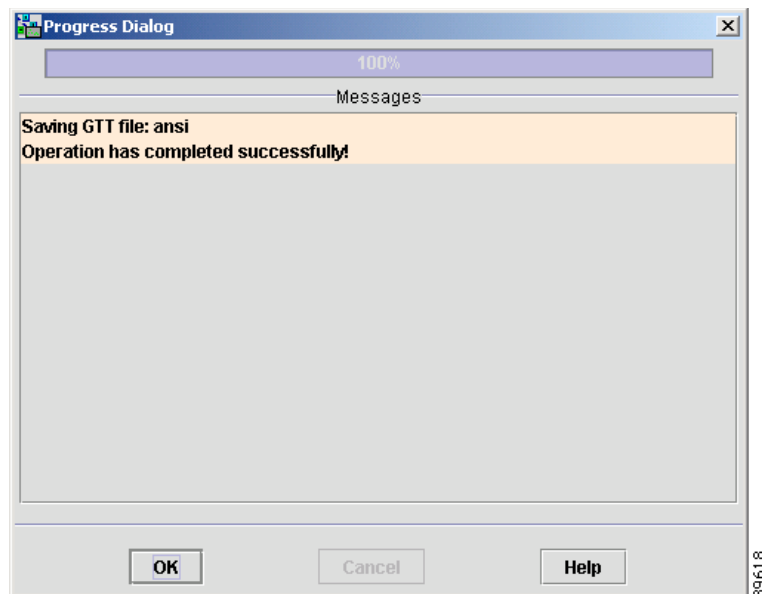 Progress Dialog
100%
Messages
Saving GTT file: ansi
Operation has completed successfully!
OK
Cancel
Help